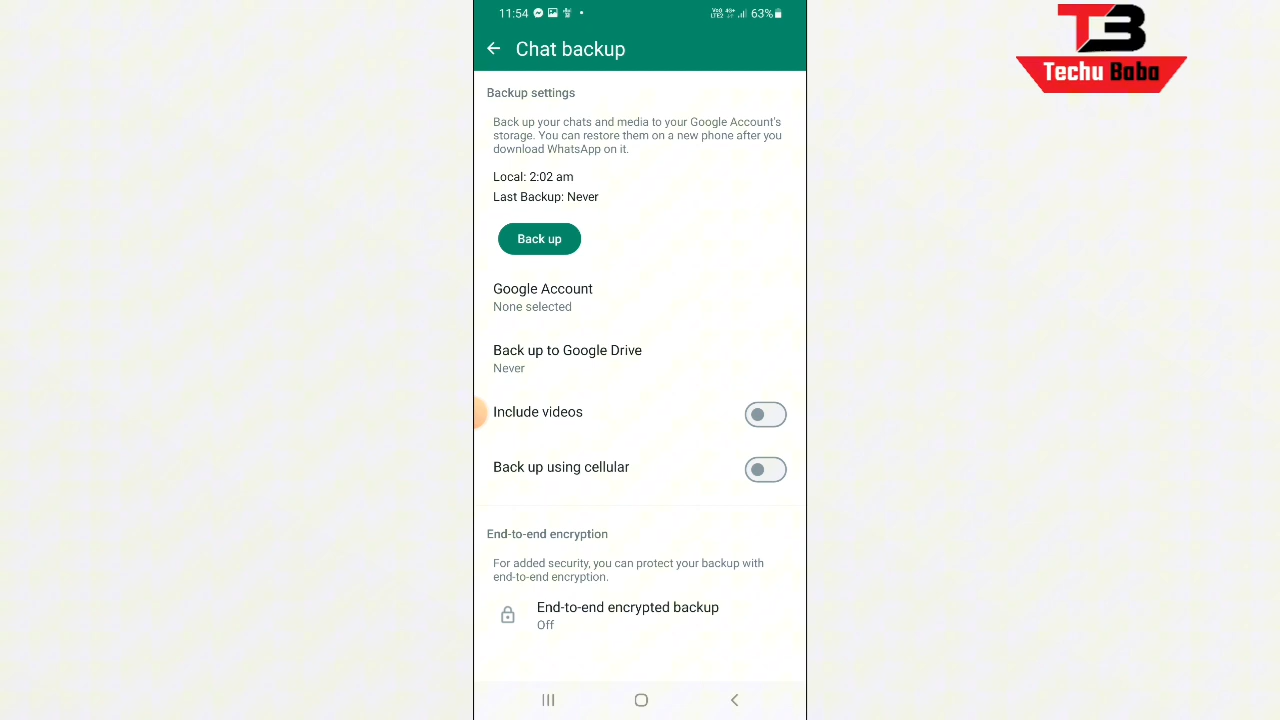 11:54
63%
TB
Techu Baba
Chat backup
Backup settings
Back up your chats and media to your Google Account's
storage. You can restore them on a new phone after you
download WhatsApp on it.
Local: 2:02 am
Last Backup: Never
Back up
Google Account
None selected
Back up to Google Drive
Never
Include videos
Back up using cellular
End-to-end encryption
For added security, you can protect your backup with
end-to-end encryption.
End-to-end encrypted backup
Off